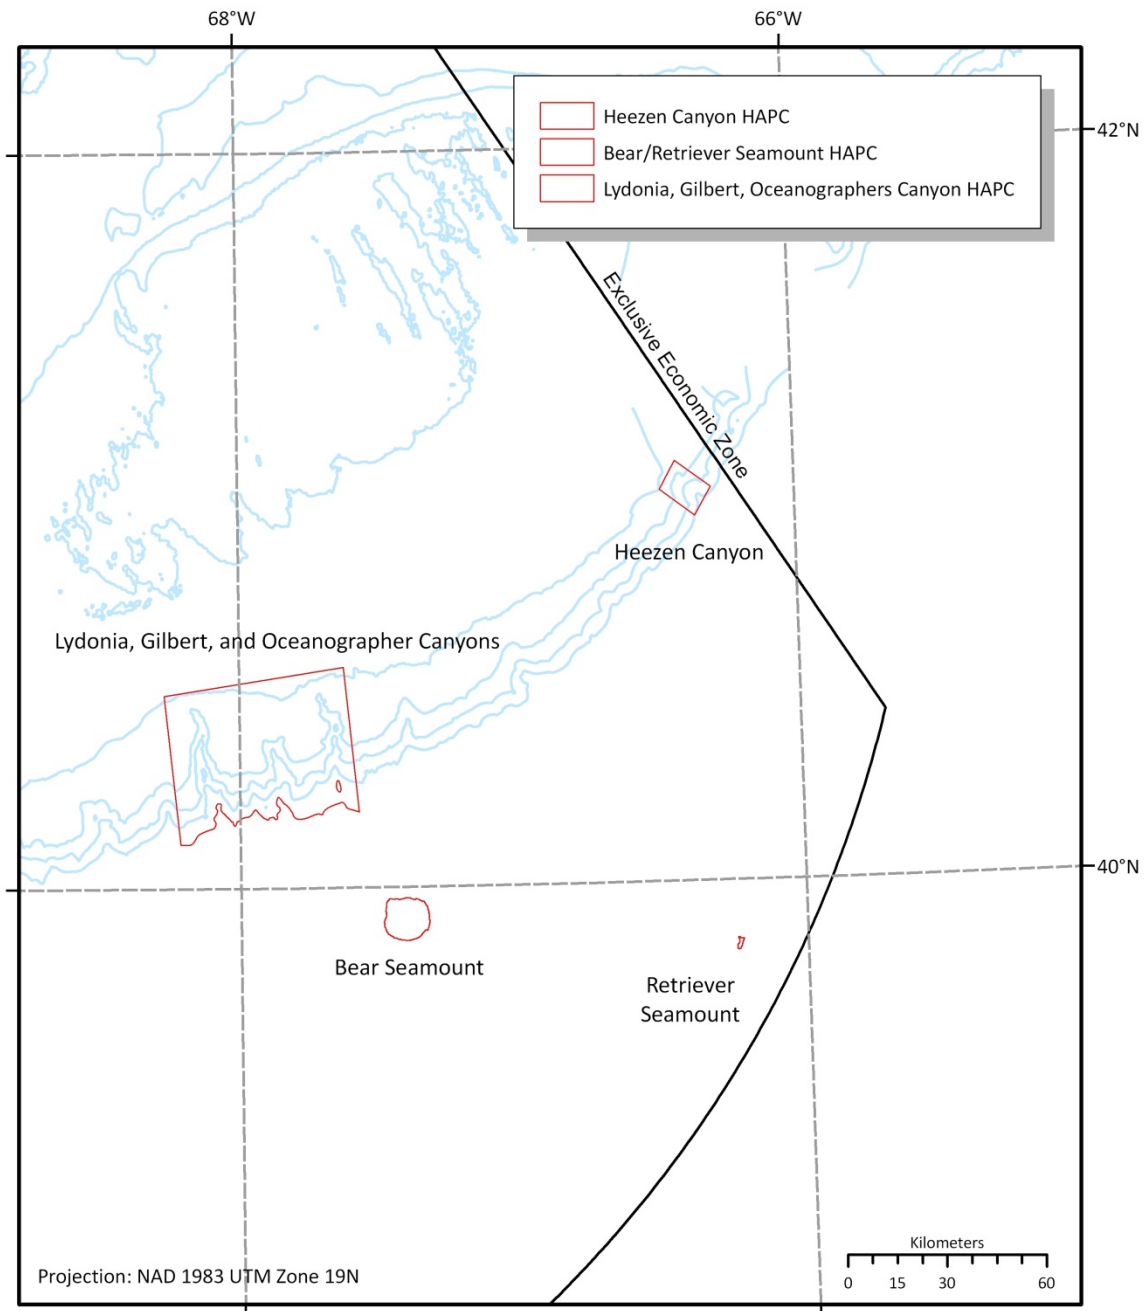 68°W
66°W
Heezen Canyon HAPC
42°N
Bear/Retriever Seamount HAPC
Lydonia, Gilbert, Oceanographers Canyon HAPC
Exclusive Economic Zone
Heezen Canyon
Lydonia, Gilbert, and Oceanographer Canyons
40°N
Bear Seamount
Retriever
Seamount
Kilometers
Projection: NAD 1983 UTM Zone 19N
0 15 30 60